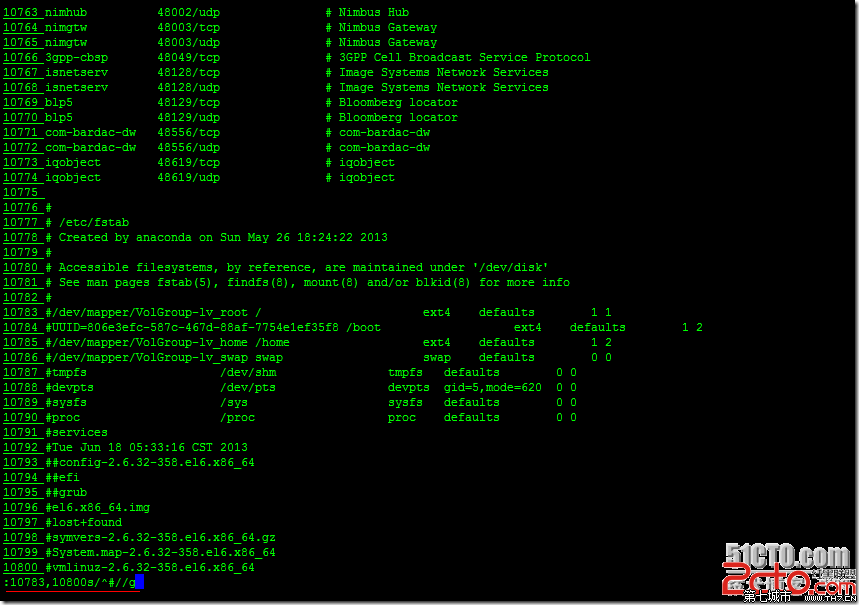 10763 nimhub          48002/udp               # Nimbus Hub
10764 nimgtw          48003/tcp               # Nimbus Gateway
10765 nimgtw          48003/udp               # Nimbus Gateway
10766 3gpp-cbsp       48049/tcp               # 3GPP Cell Broadcast Service Protocol
10767 isnetserv       48128/tcp               # Image Systems Network Services
10768 isnetserv       48128/udp               # Image Systems Network Services
10769 blp5            48129/tcp               # Bloomberg locator
10770 blp5            48129/udp               # Bloomberg locator
10771 com-bardac-dw   48556/tcp               # com-bardac-dw
10772 com-bardac-dw   48556/udp               # com-bardac-dw
10773 iqobject        48619/tcp               # iqobject
10774 iqobject        48619/udp               # iqobject
10775
10776 #
10777 # /etc/fstab
10778 # Created by anaconda on Sun May 26 18:24:22 2013
10779 #
10780 # Accessible filesystems, by reference, are maintained under '/dev/disk'
10781 # See man pages fstab(5), findfs(8), mount(8) and/or blkid(8) for more info
10782 #
10783 #/dev/mapper/VolGroup-lv_root /                       ext4    defaults        1 1
10784 #UUID=806e3efc-587c-467d-88af-7754e1ef35f8 /boot                   ext4    defaults        1 2
10785 #/dev/mapper/VolGroup-lv_home /home                   ext4    defaults        1 2
10786 #/dev/mapper/VolGroup-lv_swap swap                    swap    defaults        0 0
10787 #tmpfs                   /dev/shm                tmpfs   defaults        0 0
10788 #devpts                  /dev/pts                devpts  gid=5,mode=620  0 0
10789 #sysfs                   /sys                    sysfs   defaults        0 0
10790 #proc                    /proc                   proc    defaults        0 0
10791 #services
10792 #Tue Jun 18 05:33:16 CST 2013
10793 ##config-2.6.32-358.el6.x86_64
10794 ##efi
10795 ##grub
10796 #el6.x86_64.img
10797 #lost+found
10798 #symvers-2.6.32-358.el6.x86_64.gz
10799 #System.map-2.6.32-358.el6.x86_64
10800 #vmlinuz-2.6.32-358.el6.x86_64
:10783,10800s/^#//g
51CTO.com
2cto.com
第七城市 WWW.TH7.CN